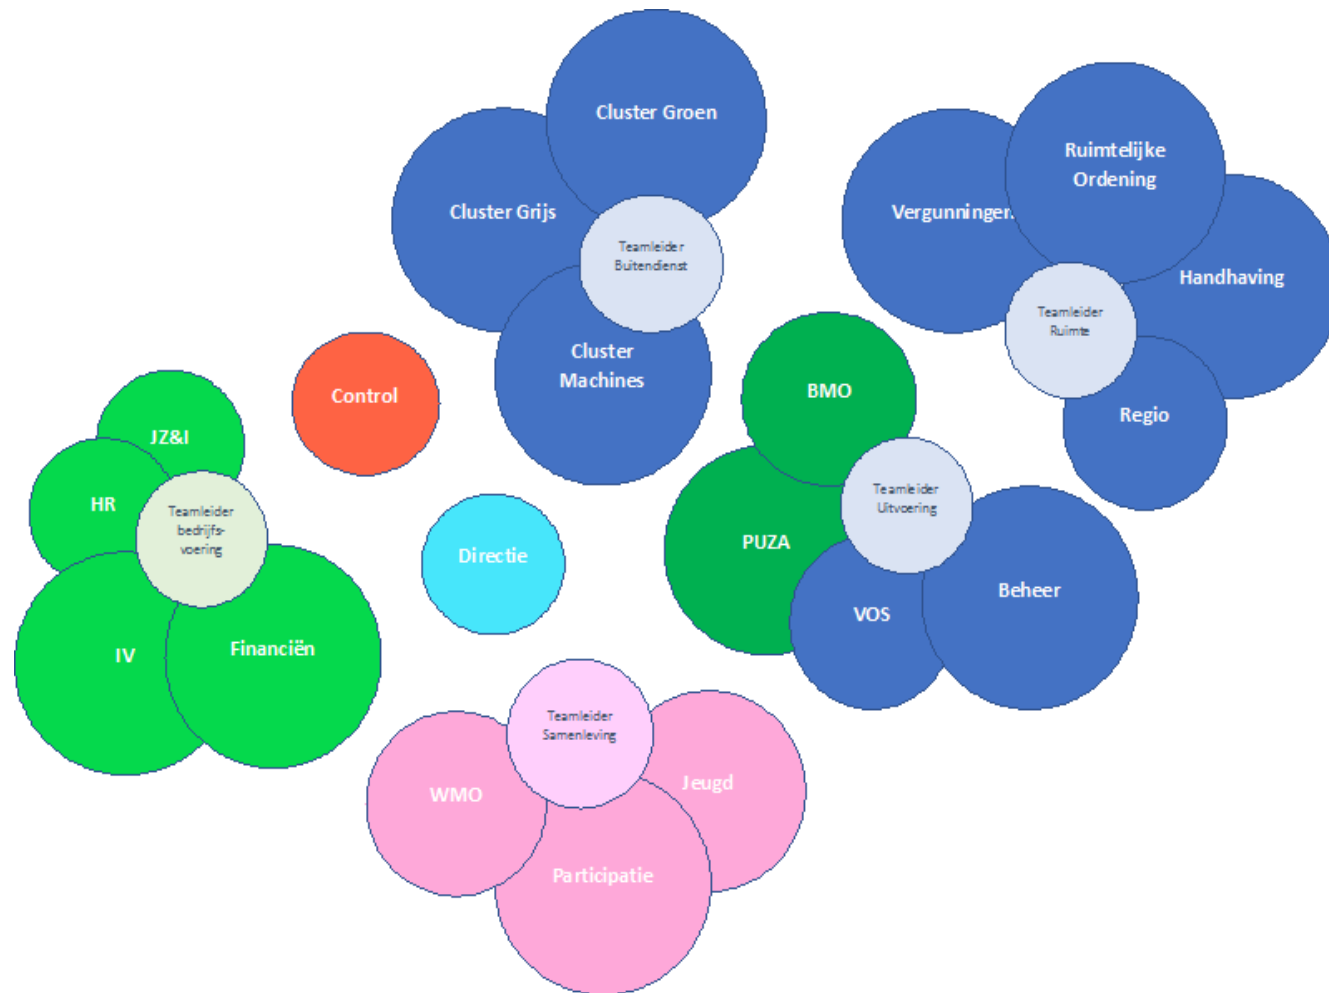 Cluster Groen
Cluster Grijs
Teamleider
Buitendienst
Cluster
Machines
Ruimtelijke
Ordening
Vergunningen
Handhaving
Teamleider
Ruimte
Regio
BMO
Teamleider
Uitvoering
PUZA
VOS
Beheer
Control
Directie
JZ&I
HR
Teamleider
bedrijfs-
voering
IV
Financiën
Teamleider
Samenleving
WMO
Jeugd
Participatie